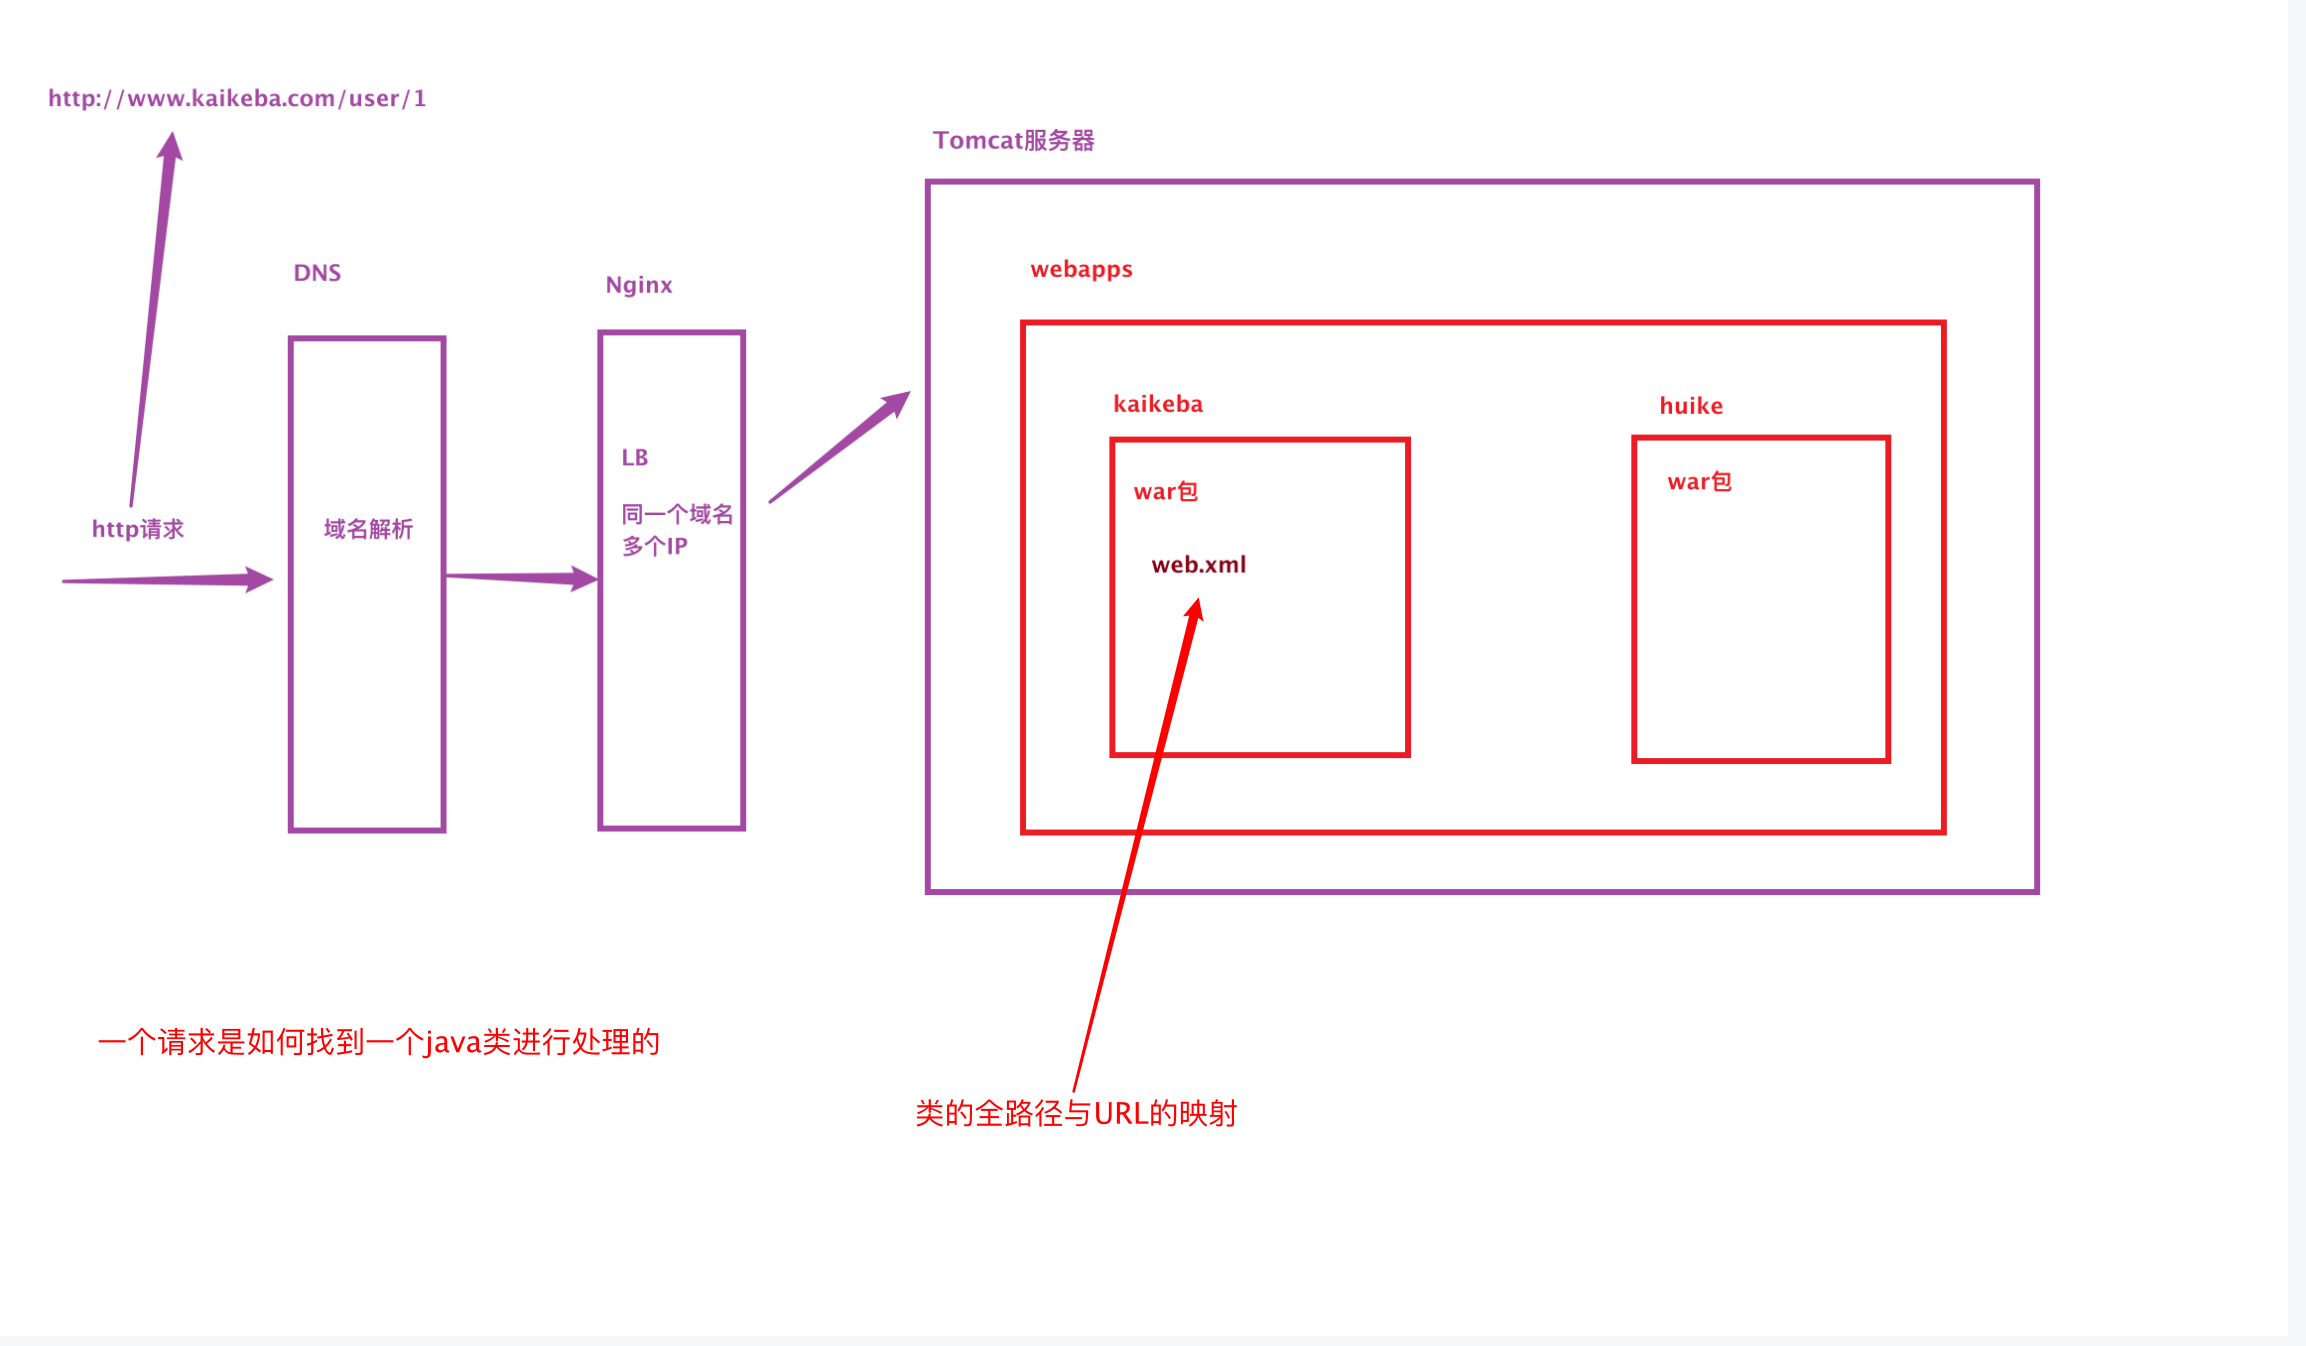 http://www.kaikeba.com/user/1
Tomcat服务器
DNS
Nginx
webapps
kaikeba
huike
LB
war包
war包
http请求
域名解析
同一个域名
多个IP
web.xml
一个请求是如何找到一个java类进行处理的
类的全路径与URL的映射